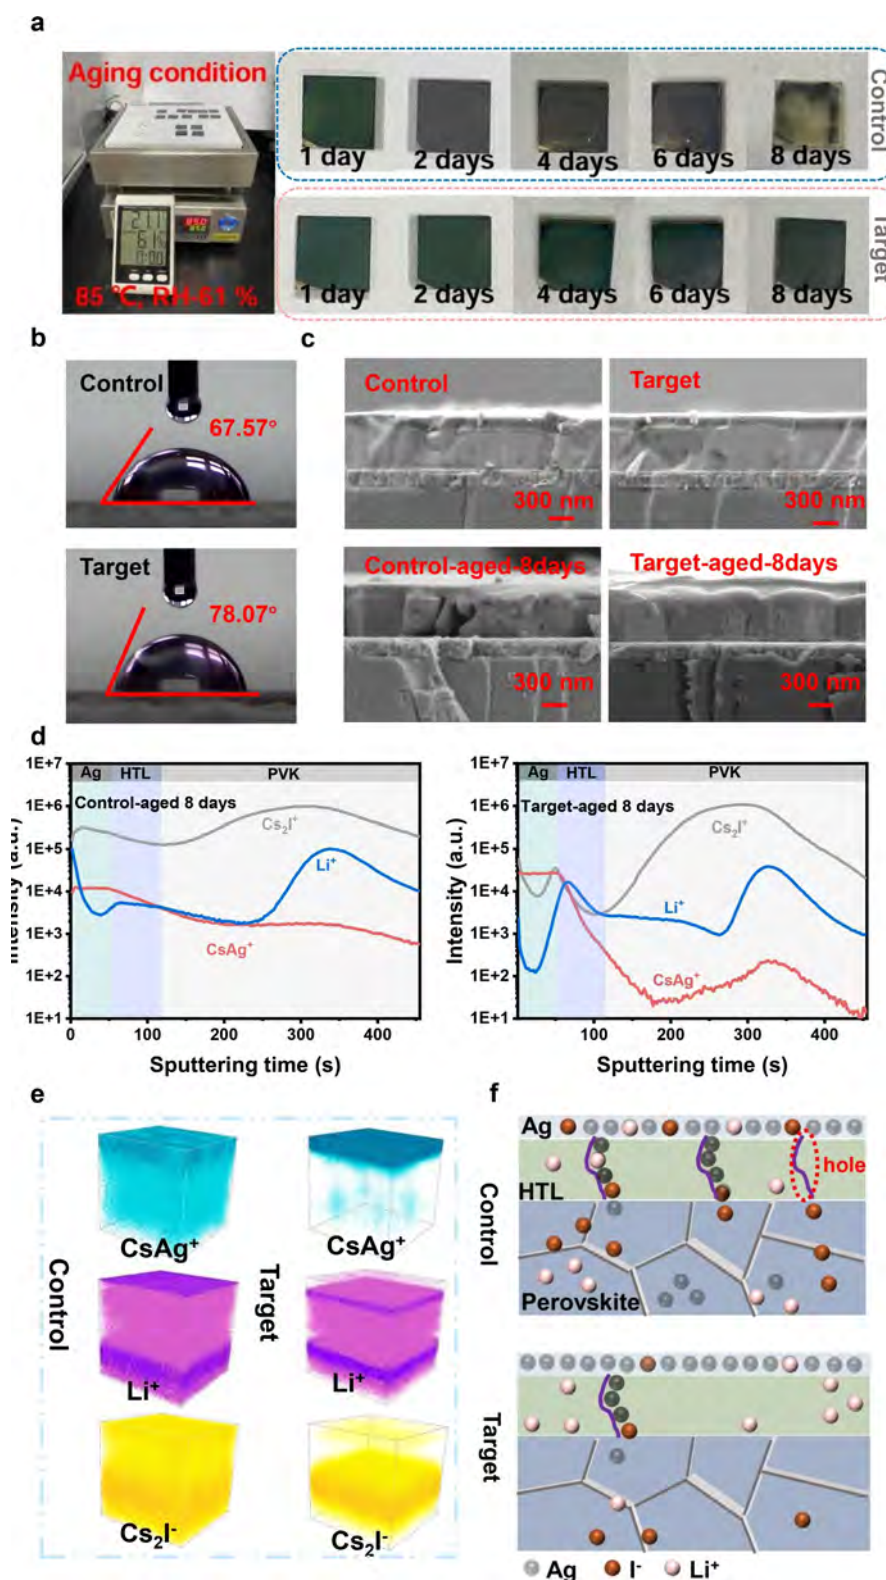 a
Aging condition
85 °C, RH-61 %
1 day
2 days
4 days
6 days
8 days
Control
1 day
2 days
4 days
6 days
8 days
Target
b
Control
67.57°
Target
78.07°
c
Control
300 nm
Target
300 nm
Control-aged-8days
300 nm
Target-aged-8days
300 nm
d
Ag HTL PVK
Control-aged 8 days
Cs₂I⁺
Li⁺
CsAg⁺
1E+7
1E+6
1E+5
1E+4
1E+3
1E+2
1E+1
Intensity (a.u.)
0 100 200 300 400
Sputtering time (s)
Ag HTL PVK
Target-aged 8 days
Cs₂I⁺
Li⁺
CsAg⁺
1E+7
1E+6
1E+5
1E+4
1E+3
1E+2
1E+1
Intensity (a.u.)
0 100 200 300 400
Sputtering time (s)
e
Control
CsAg⁺
Li⁺
Cs₂I⁻
Target
CsAg⁺
Li⁺
Cs₂I⁻
f
Ag
HTL
hole
Perovskite
Control
Target
Ag I⁻ Li⁺